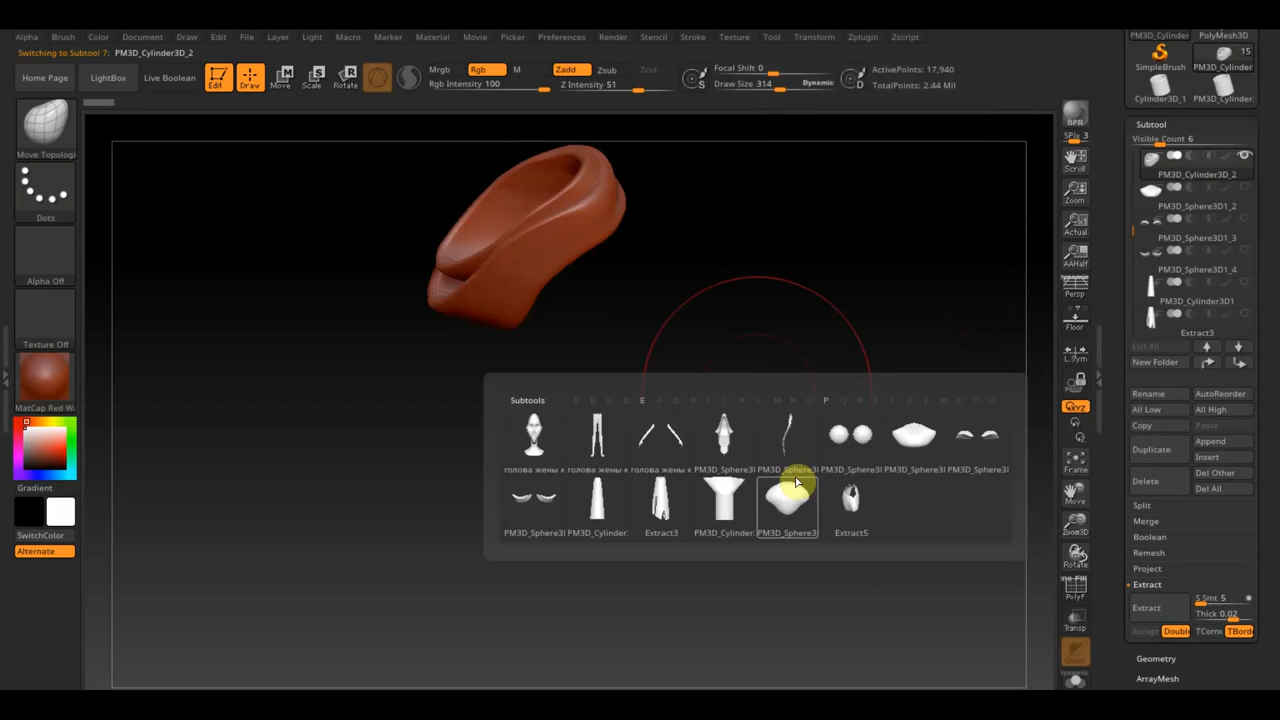 Alpha Brush Color Document Draw Edit File Layer Light Macro Marker Material Movie Picker Preferences Render Stencil Stroke Texture Tool Transform Zplugin Zscript
Switching to Subtool 7: PM3D_Cylinder3D_2
Home Page LightBox Live Boolean Edit Draw Move Scale Rotate
Mrgb Rgb M Zadd Zsub Zcut
Rgb Intensity 100 Z Intensity 51
Focal Shift 0
Draw Size 314 Dynamic
ActivePoints: 17,940
TotalPoints: 2.44 Mil
Move Topologi
Dots
Alpha Off
Texture Off
MatCap Red Wa
Gradient
SwitchColor
Alternate
Subtools A B C D E F G H I J K L M N O P Q R S T U V W X Y Z
голова жены к голова жены к голова жены к PM3D_Sphere3I PM3D_Sphere3I PM3D_Sphere3I PM3D_Sphere3I PM3D_Sphere3I
PM3D_Sphere3I PM3D_Cylinder. Extract3 PM3D_Cylinder. PM3D_Sphere3 Extract5
BPR
SPix 3
Scroll
Zoom
Actual
AAHalf
Persp
Floor
L.Sym
XYZ
Frame
Move
Zoom3D
Rotate
PolyF
Transp
PM3D_Cylinder PolyMesh3D
15
SimpleBrush PM3D_Cylinder.
Cylinder3D_1 PM3D_Cylinder.
Subtool
Visible Count 6
PM3D_Cylinder3D_2
PM3D_Sphere3D1_2
PM3D_Sphere3D1_3
PM3D_Sphere3D1_4
PM3D_Cylinder3D1
Extract3
List All
New Folder
Rename AutoReorder
All Low All High
Copy Paste
Duplicate Append
Insert
Delete Del Other
Del All
Split
Merge
Boolean
Remesh
Project
Extract
Extract S Smt 5
Thick 0.02
Accept Double TCorne TBord
Geometry
ArrayMesh